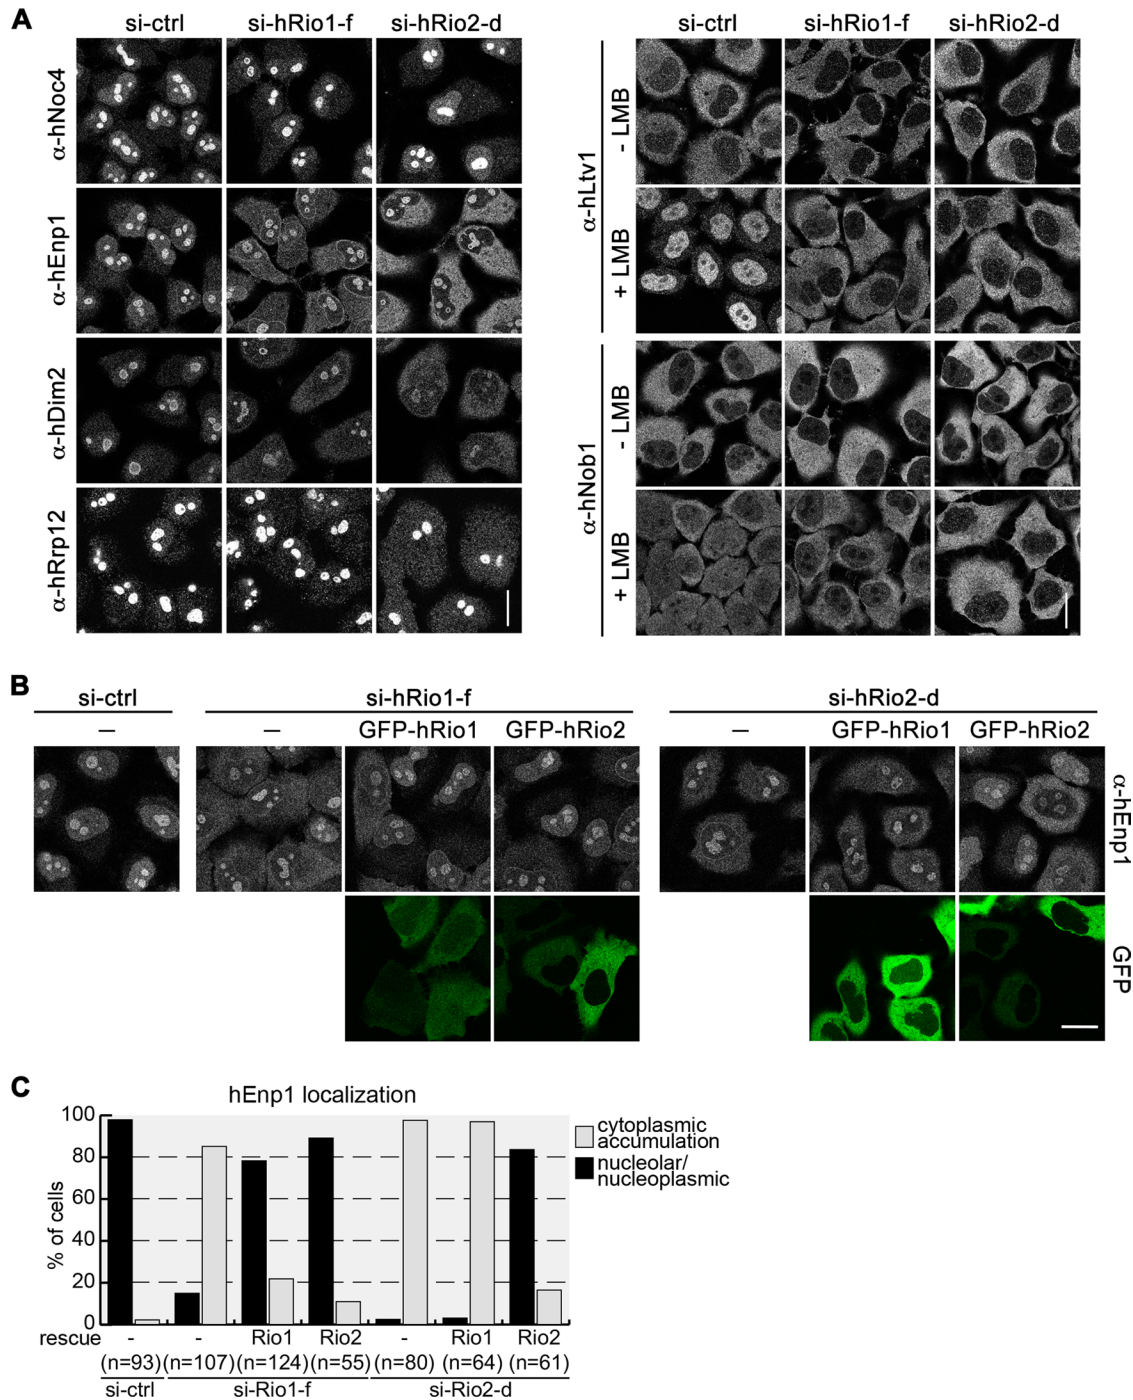 A
si-ctrl si-hRio1-f si-hRio2-d
si-ctrl si-hRio1-f si-hRio2-d
α-hNoc4
α-hEnp1
α-hDim2
α-hRrp12
α-hLtv1
- LMB
+ LMB
α-hNob1
- LMB
+ LMB
B
si-ctrl si-hRio1-f si-hRio2-d
– – GFP-hRio1 GFP-hRio2 – GFP-hRio1 GFP-hRio2
α-hEnp1
GFP
C
hEnp1 localization
% of cells
100
80
60
40
20
0
cytoplasmic
accumulation
nucleolar/
nucleoplasmic
rescue - - Rio1 Rio2 - Rio1 Rio2
(n=93) (n=107) (n=124) (n=55) (n=80) (n=64) (n=61)
si-ctrl si-Rio1-f si-Rio2-d